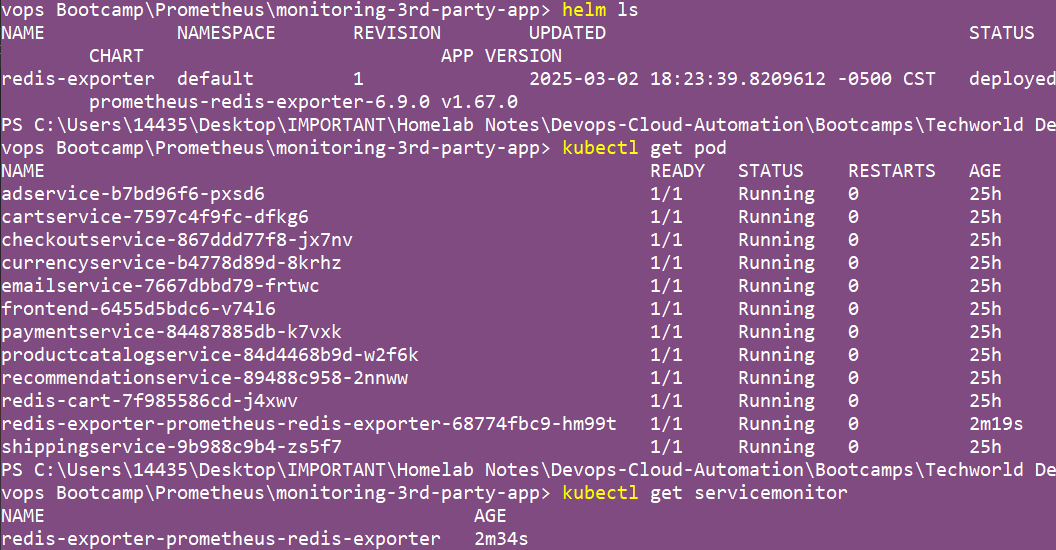 vops Bootcamp\Prometheus\monitoring-3rd-party-app> helm ls
NAME NAMESPACE REVISION UPDATED STATUS
CHART APP VERSION
redis-exporter default 1 2025-03-02 18:23:39.8209612 -0500 CST deployed
prometheus-redis-exporter-6.9.0 v1.67.0
PS C:\Users\14435\Desktop\IMPORTANT\Homelab Notes\Devops-Cloud-Automation\Bootcamps\Techworld De
vops Bootcamp\Prometheus\monitoring-3rd-party-app> kubectl get pod
NAME READY STATUS RESTARTS AGE
adservice-b7bd96f6-pxsd6 1/1 Running 0 25h
cartservice-7597c4f9fc-dfkg6 1/1 Running 0 25h
checkoutservice-867ddd77f8-jx7nv 1/1 Running 0 25h
currencyservice-b4778d89d-8krhz 1/1 Running 0 25h
emailservice-7667dbbd79-frtwc 1/1 Running 0 25h
frontend-6455d5bdc6-v74l6 1/1 Running 0 25h
paymentservice-84487885db-k7vxk 1/1 Running 0 25h
productcatalogservice-84d4468b9d-w2f6k 1/1 Running 0 25h
recommendationservice-89488c958-2nnww 1/1 Running 0 25h
redis-cart-7f985586cd-j4xwv 1/1 Running 0 25h
redis-exporter-prometheus-redis-exporter-68774fbc9-hm99t 1/1 Running 0 2m19s
shippingservice-9b988c9b4-zs5f7 1/1 Running 0 25h
PS C:\Users\14435\Desktop\IMPORTANT\Homelab Notes\Devops-Cloud-Automation\Bootcamps\Techworld De
vops Bootcamp\Prometheus\monitoring-3rd-party-app> kubectl get servicemonitor
NAME AGE
redis-exporter-prometheus-redis-exporter 2m34s